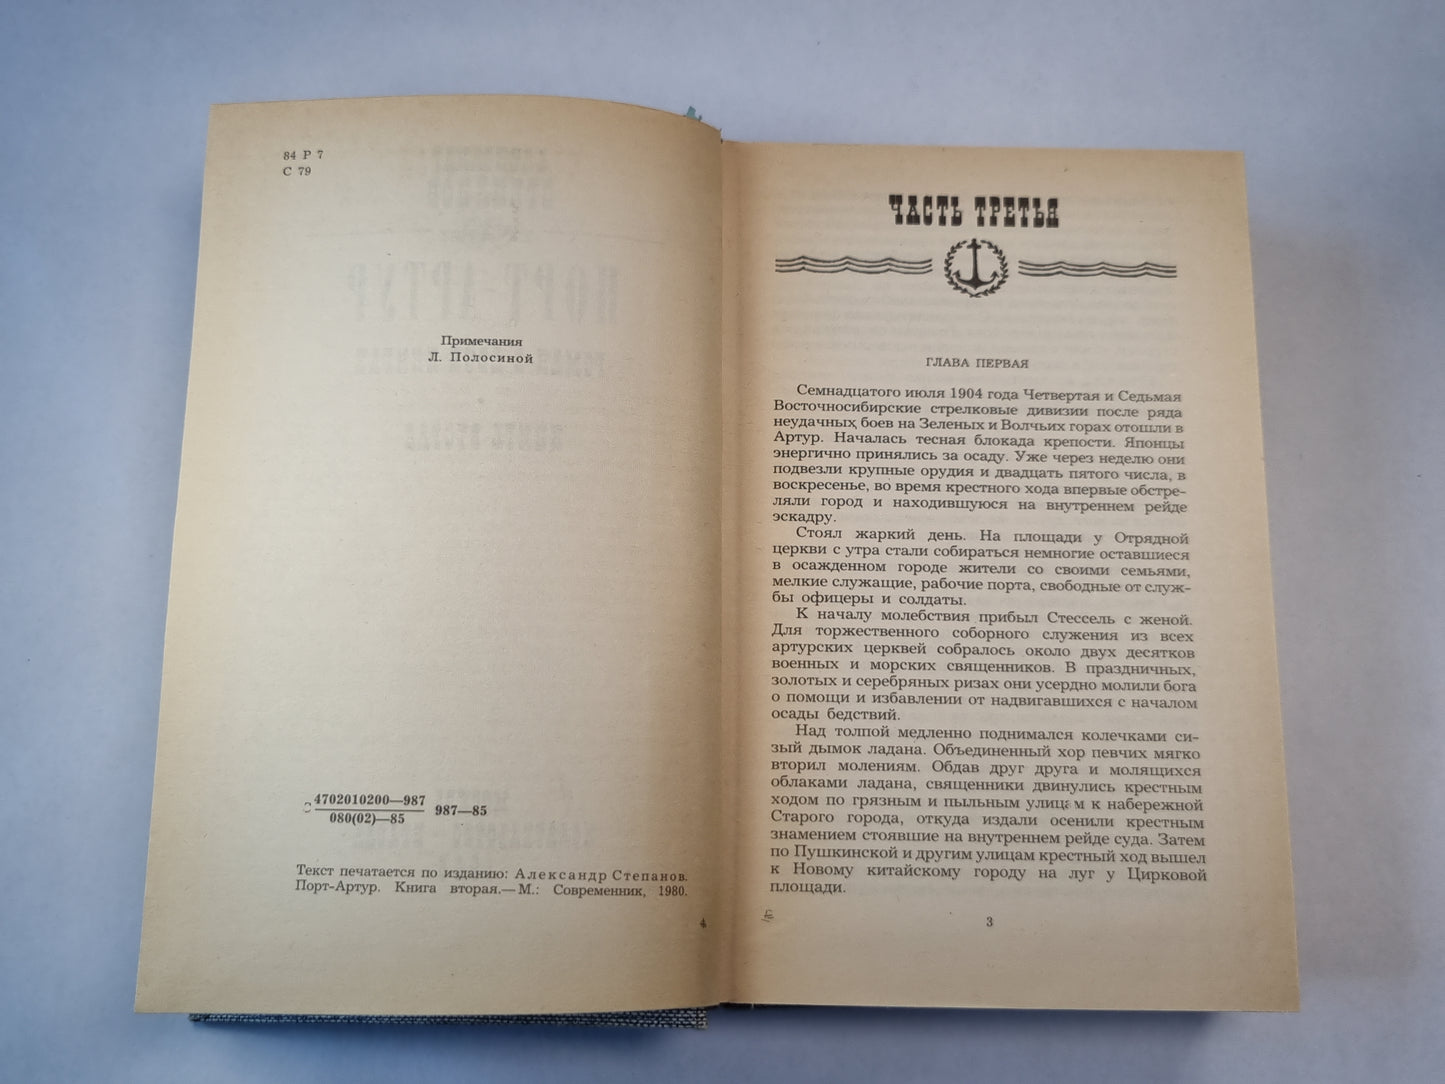 84 Р 7
С 79
Примечания
Л. Полосиной
4702010200—987
080(02)—85
987—85
Текст печатается по изданию: Александр Степанов.
Порт-Артур. Книга вторая.— М.: Современник, 1980.
4
ЧАСТЬ ТРЕТЬЯ
ГЛАВА ПЕРВАЯ
Семнадцатого июля 1904 года Четвертая и Седьмая
Восточносибирские стрелковые дивизии после ряда
неудачных боев на Зеленых и Волчьих горах отошли в
Артур. Началась тесная блокада крепости. Японцы
энергично принялись за осаду. Уже через неделю они
подвезли крупные орудия и двадцать пятого числа, в
воскресенье, во время крестного хода впервые обстре-
ляли город и находившуюся на внутреннем рейде
эскадру.
Стоял жаркий день. На площади у Отрядной
церкви с утра стали собираться немногие оставшиеся
в осажденном городе жители со своими семьями,
мелкие служащие, рабочие порта, свободные от служ-
бы офицеры и солдаты.
К началу молебствия прибыл Стессель с женой.
Для торжественного соборного служения из всех
артурских церквей собралось около двух десятков
военных и морских священников. В праздничных,
золотых и серебряных ризах они усердно молили бога
о помощи и избавлении от надвигавшихся с началом
осады бедствий.
Над толпой медленно поднимался колечками си-
зый дымок ладана. Объединенный хор певчих мягко
вторил молениям. Обдав друг друга и молящихся
облаками ладана, священники двинулись крестным
ходом по грязным и пыльным улицам к набережной
Старого города, откуда издали осенили крестным
знамением стоявшие на внутреннем рейде суда. Затем
по Пушкинской и другим улицам крестный ход вышел
к Новому китайскому городу на луг у Цирковой
площади.
3